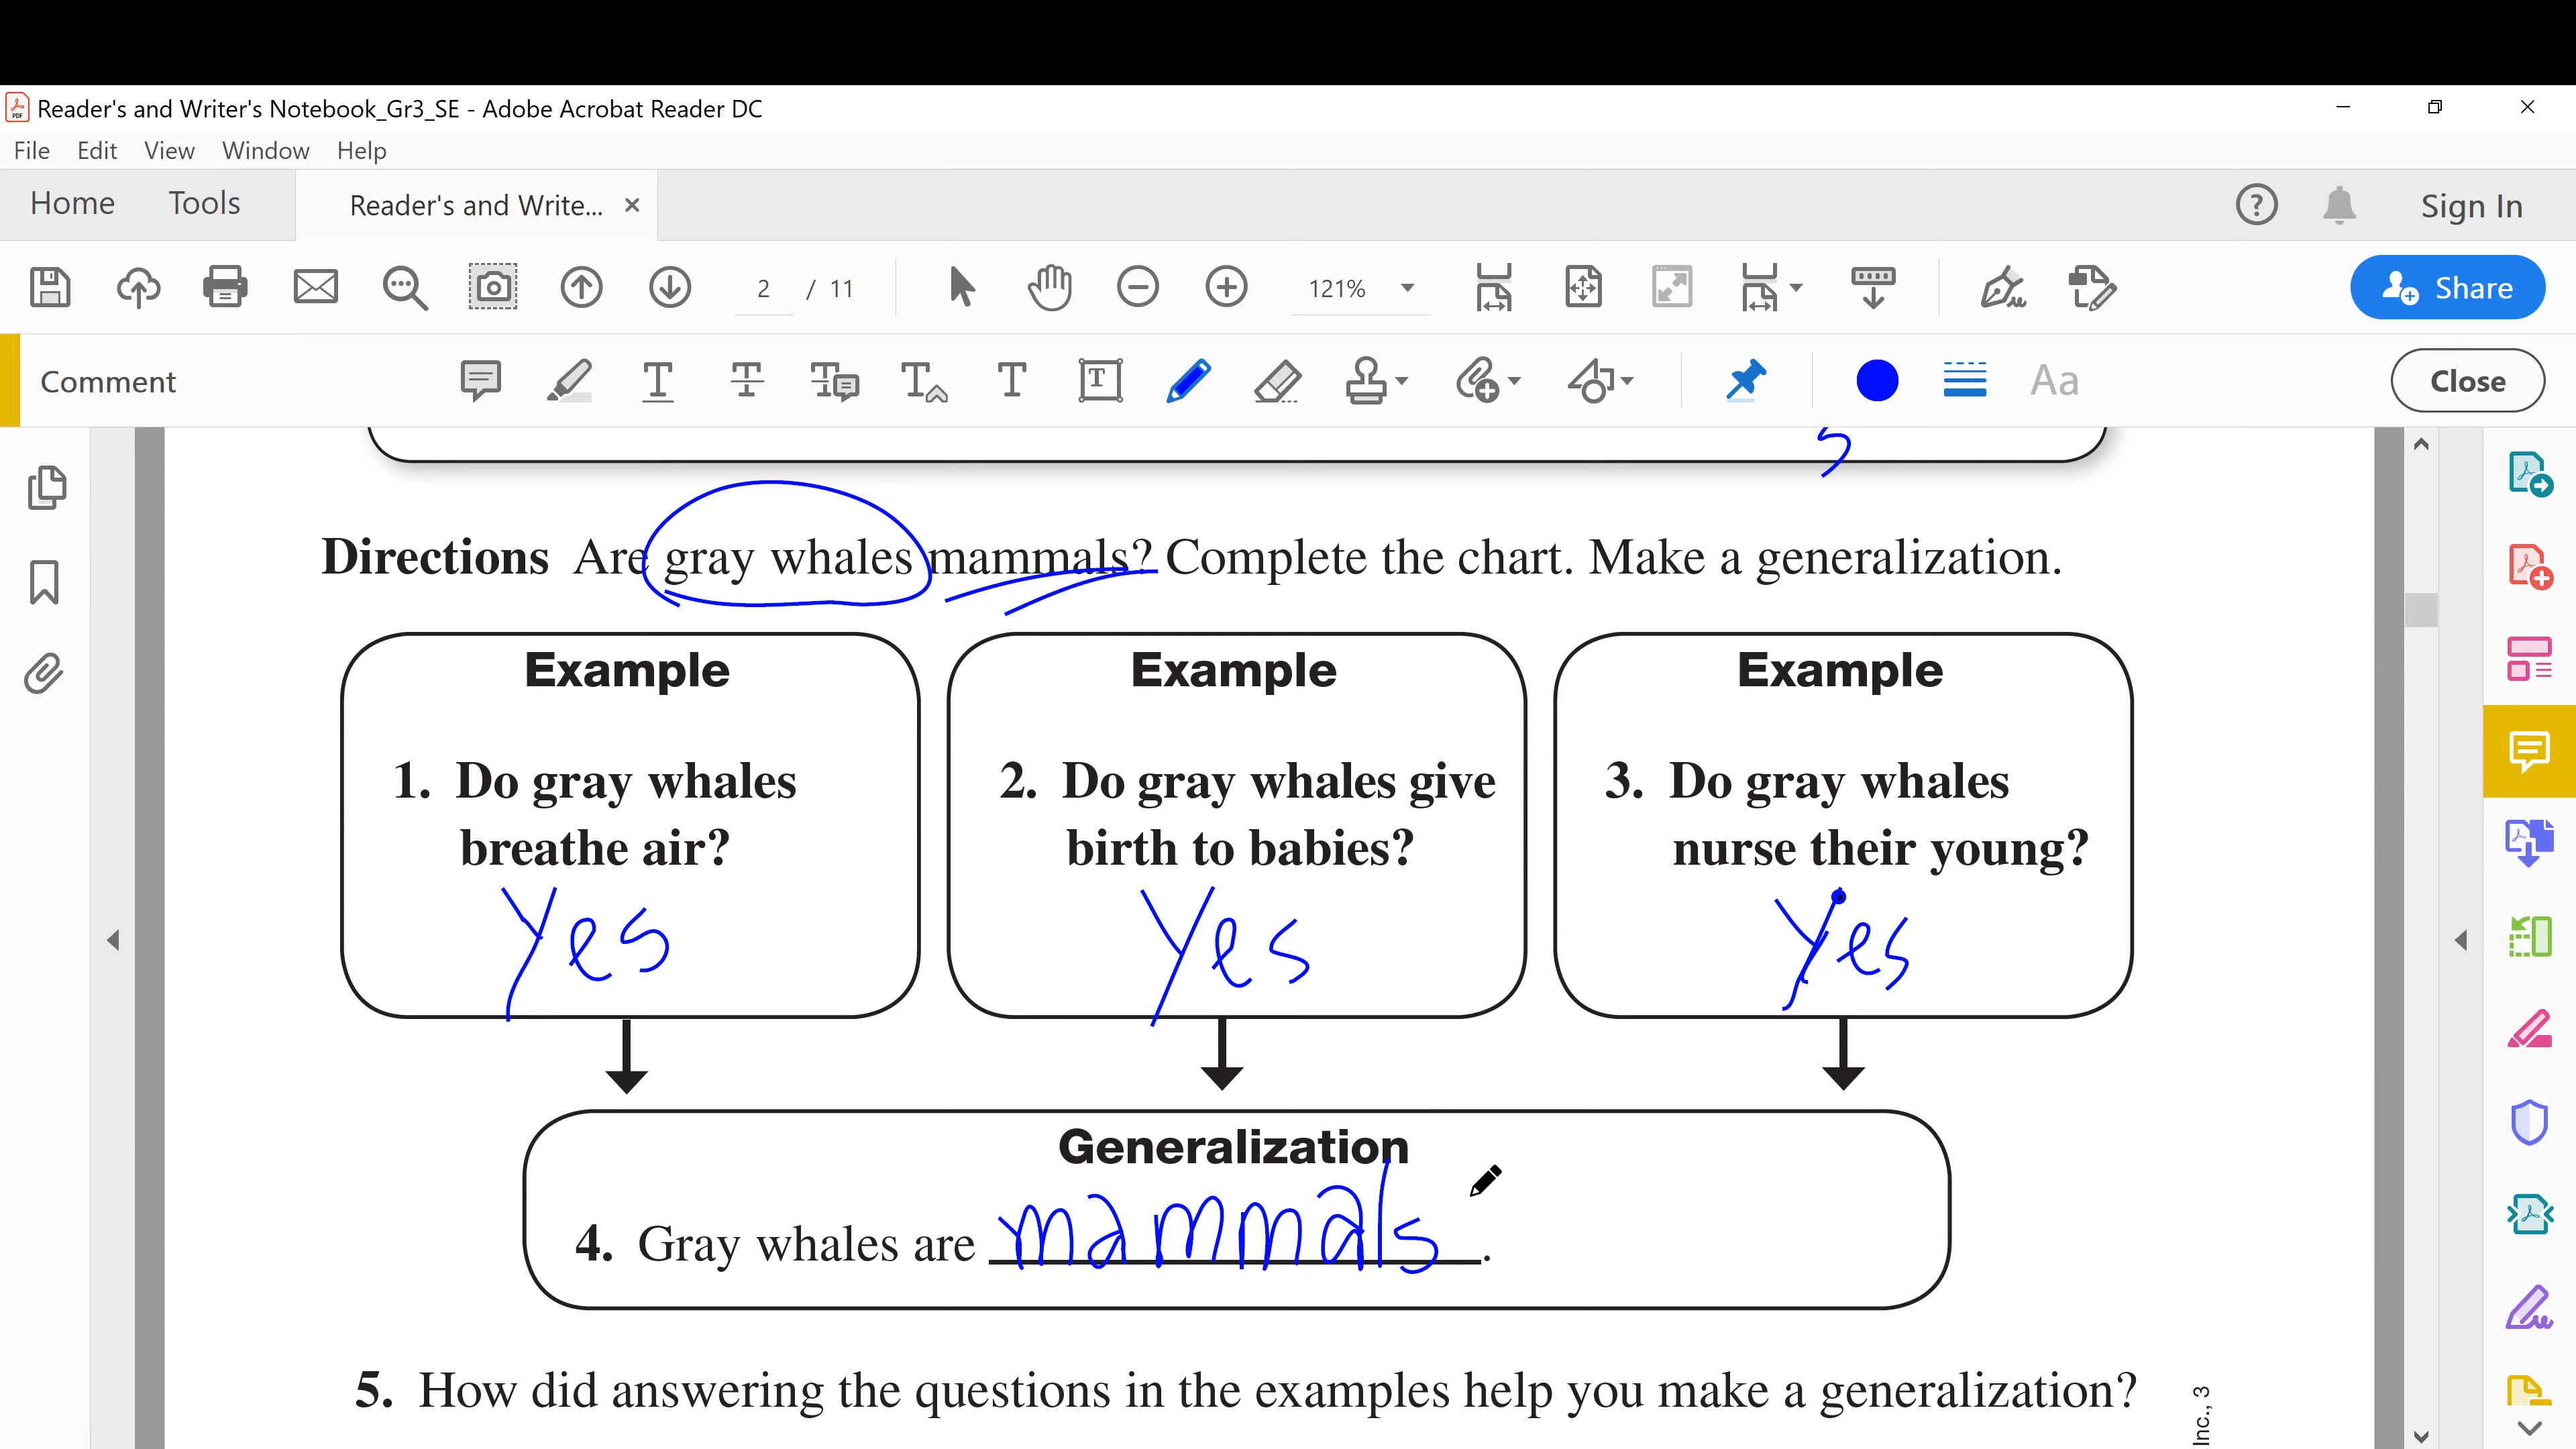 Reader's and Writer's Notebook_Gr3_SE - Adobe Acrobat Reader DC
File Edit View Window Help
Home Tools Reader's and Write... × ? Sign In
2 / 11 121% Share
Comment T T T T T T Aa Close
s
Directions Are gray whales mammals? Complete the chart. Make a generalization.
Example Example Example
1. Do gray whales 2. Do gray whales give 3. Do gray whales
breathe air? birth to babies? nurse their young?
Yes Yes Yes
Generalization
4. Gray whales are mammals.
5. How did answering the questions in the examples help you make a generalization?
Inc., 3